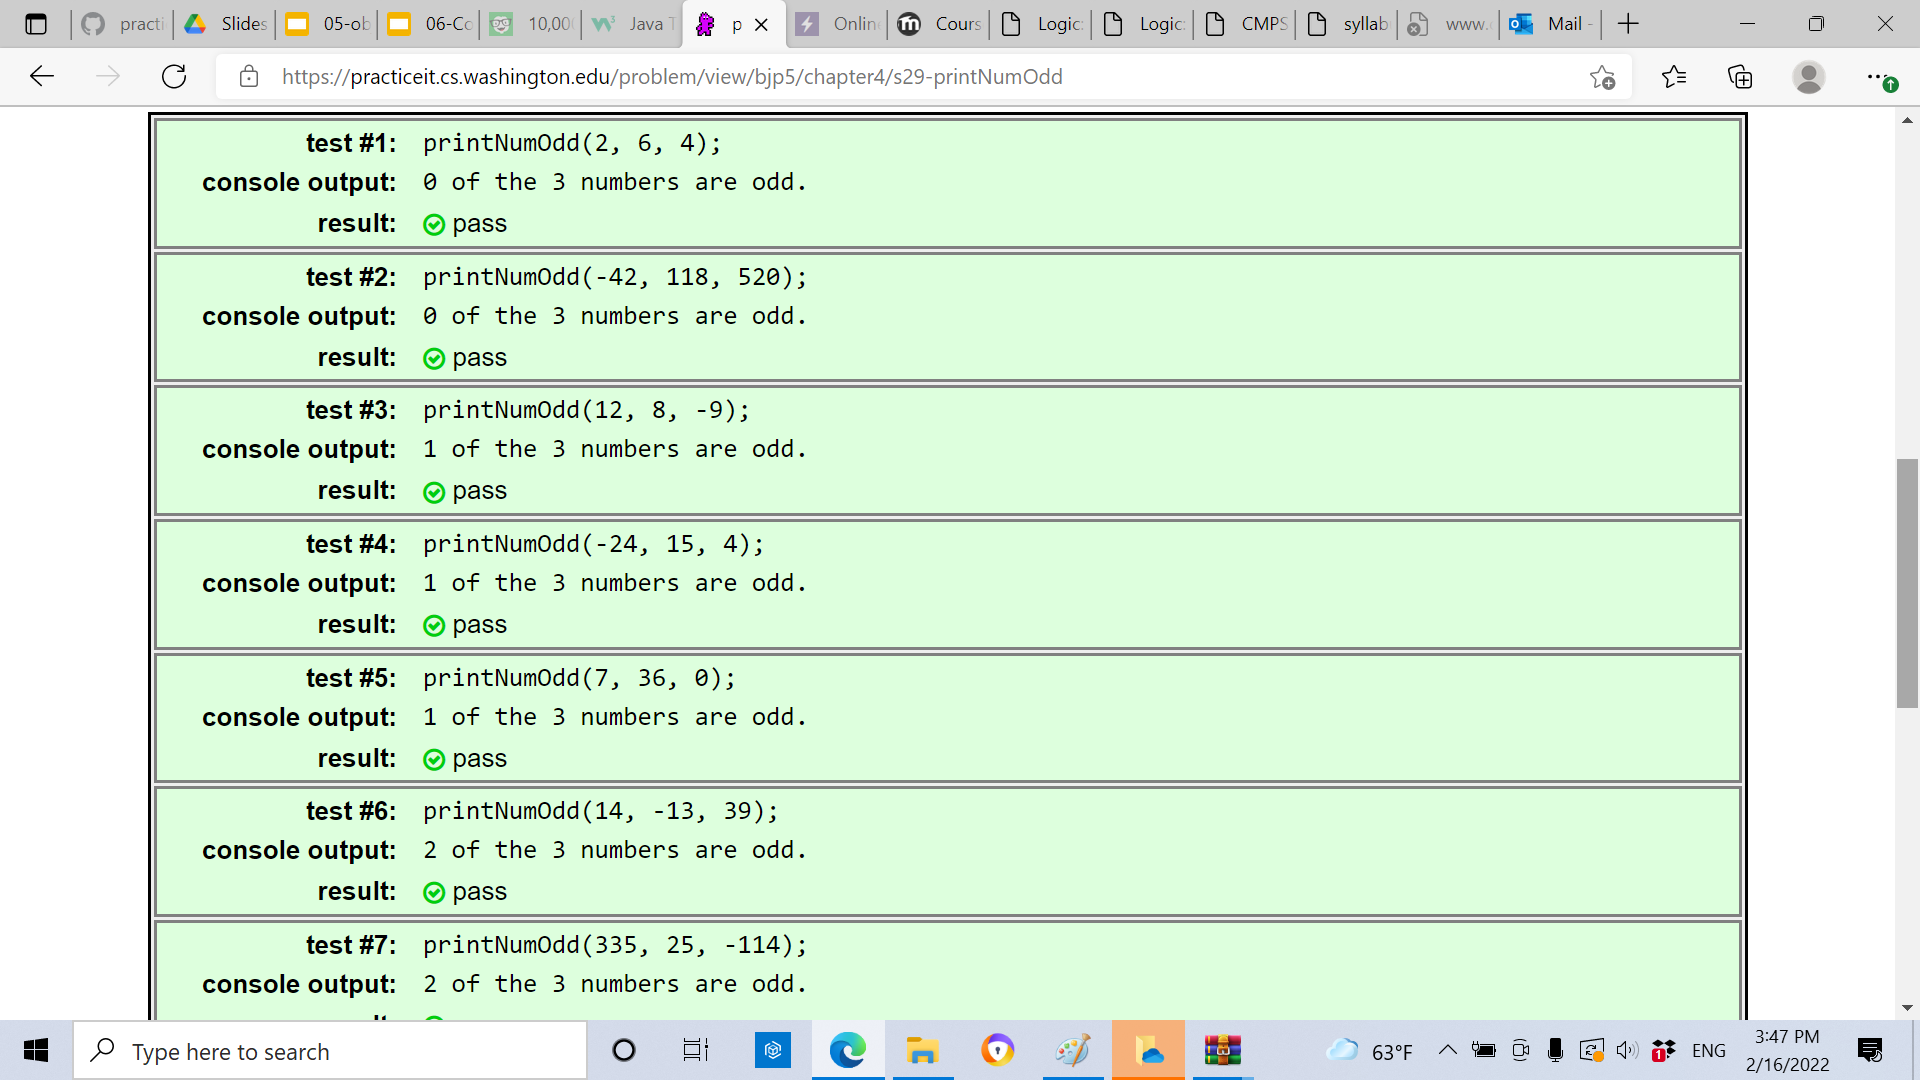 practi
Slides
05-ob
06-Co
10,000
Java T
p
Onlin
Cours
Logic:
Logic:
CMPS
syllab
www.
Mail -
https://practiceit.cs.washington.edu/problem/view/bjp5/chapter4/s29-printNumOdd
test #1: printNumOdd(2, 6, 4);
console output: 0 of the 3 numbers are odd.
result: pass
test #2: printNumOdd(-42, 118, 520);
console output: 0 of the 3 numbers are odd.
result: pass
test #3: printNumOdd(12, 8, -9);
console output: 1 of the 3 numbers are odd.
result: pass
test #4: printNumOdd(-24, 15, 4);
console output: 1 of the 3 numbers are odd.
result: pass
test #5: printNumOdd(7, 36, 0);
console output: 1 of the 3 numbers are odd.
result: pass
test #6: printNumOdd(14, -13, 39);
console output: 2 of the 3 numbers are odd.
result: pass
test #7: printNumOdd(335, 25, -114);
console output: 2 of the 3 numbers are odd.
Type here to search
63°F
1
ENG
3:47 PM
2/16/2022